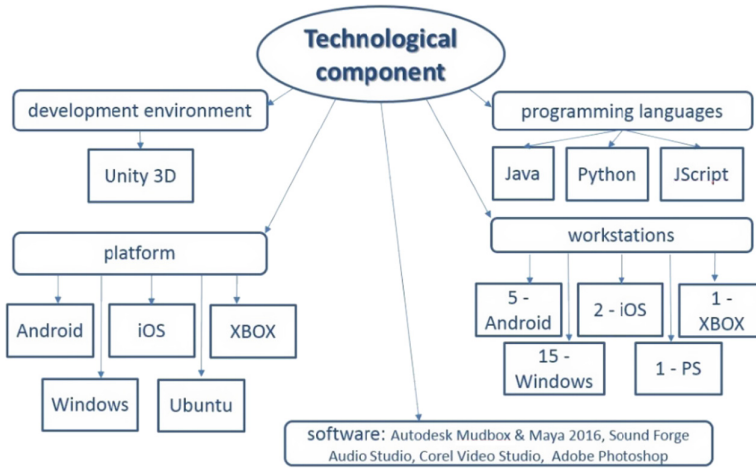 Technological
component
development environment
programming languages
Unity 3D
Java
Python
JScript
platform
workstations
Android
iOS
XBOX
Windows
Ubuntu
5 -
Android
2 - iOS
1 -
XBOX
15 -
Windows
1 - PS
software: Autodesk Mudbox & Maya 2016, Sound Forge
Audio Studio, Corel Video Studio, Adobe Photoshop